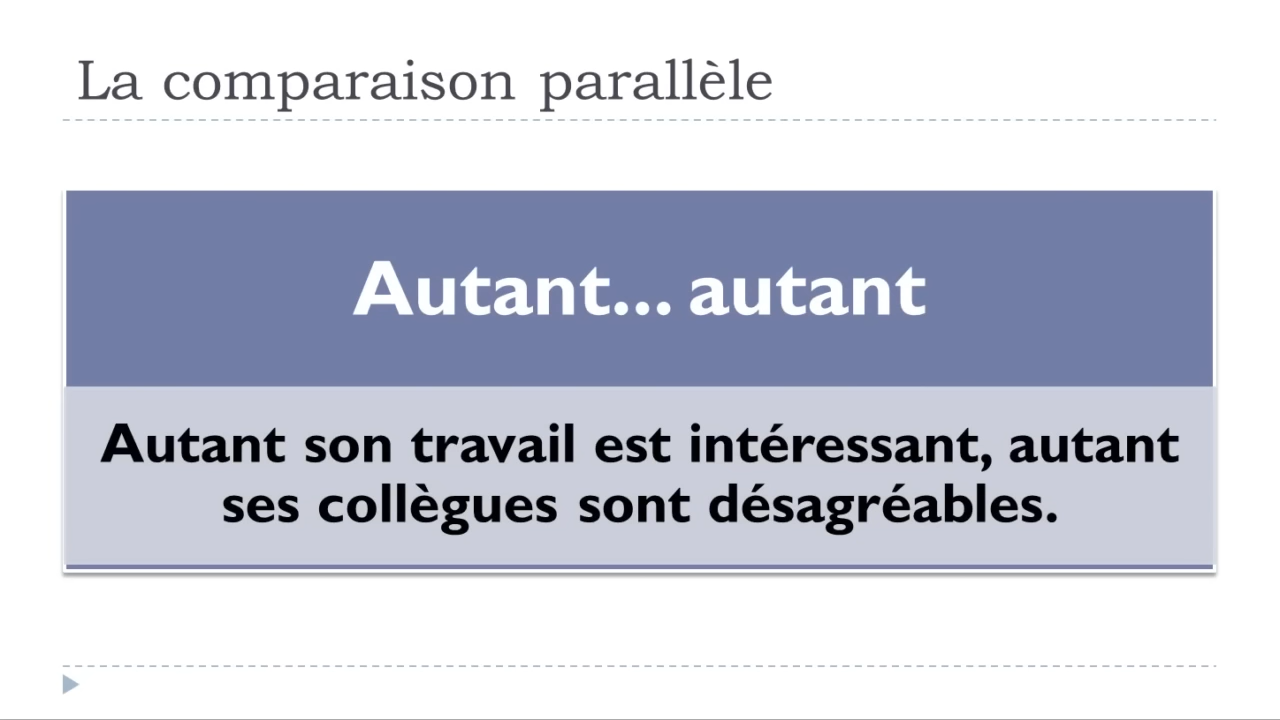 La comparaison parallèle
Autant... autant
Autant son travail est intéressant, autant
ses collègues sont désagréables.